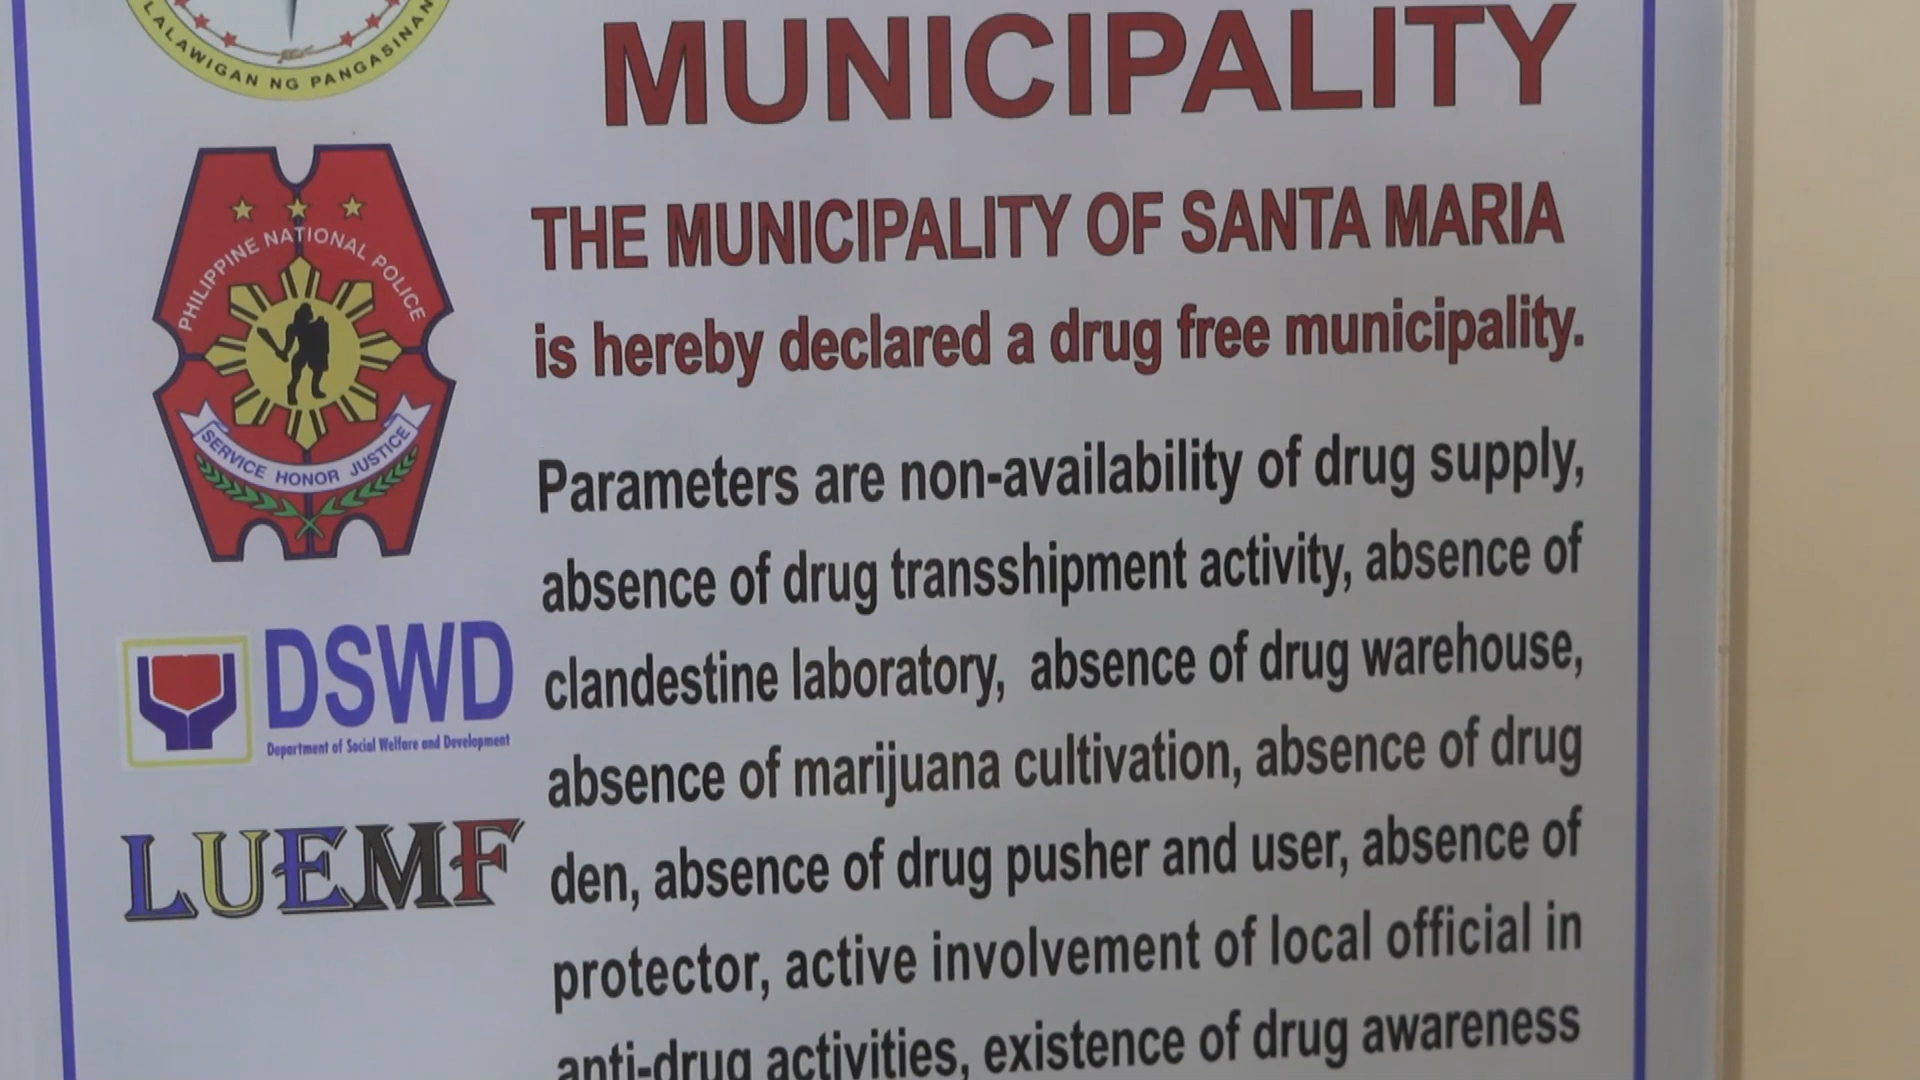 LALAWIGAN NG PANGASINAN
MUNICIPALITY
PHILIPPINE NATIONAL POLICE
SERVICE HONOR JUSTICE
THE MUNICIPALITY OF SANTA MARIA
is hereby declared a drug free municipality.
Parameters are non-availability of drug supply,
absence of drug transshipment activity, absence of
clandestine laboratory, absence of drug warehouse,
absence of marijuana cultivation, absence of drug
den, absence of drug pusher and user, absence of
protector, active involvement of local official in
anti-drug activities, existence of drug awareness
DSWD
Department of Social Welfare and Development
LUEMF